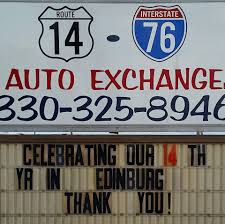 ROUTE INTERSTATE
14 - 76
AUTO EXCHANGE
330-325-8946
CELEBRATING OUR 14 TH
YR IN EDINBURG
THANK YOU!